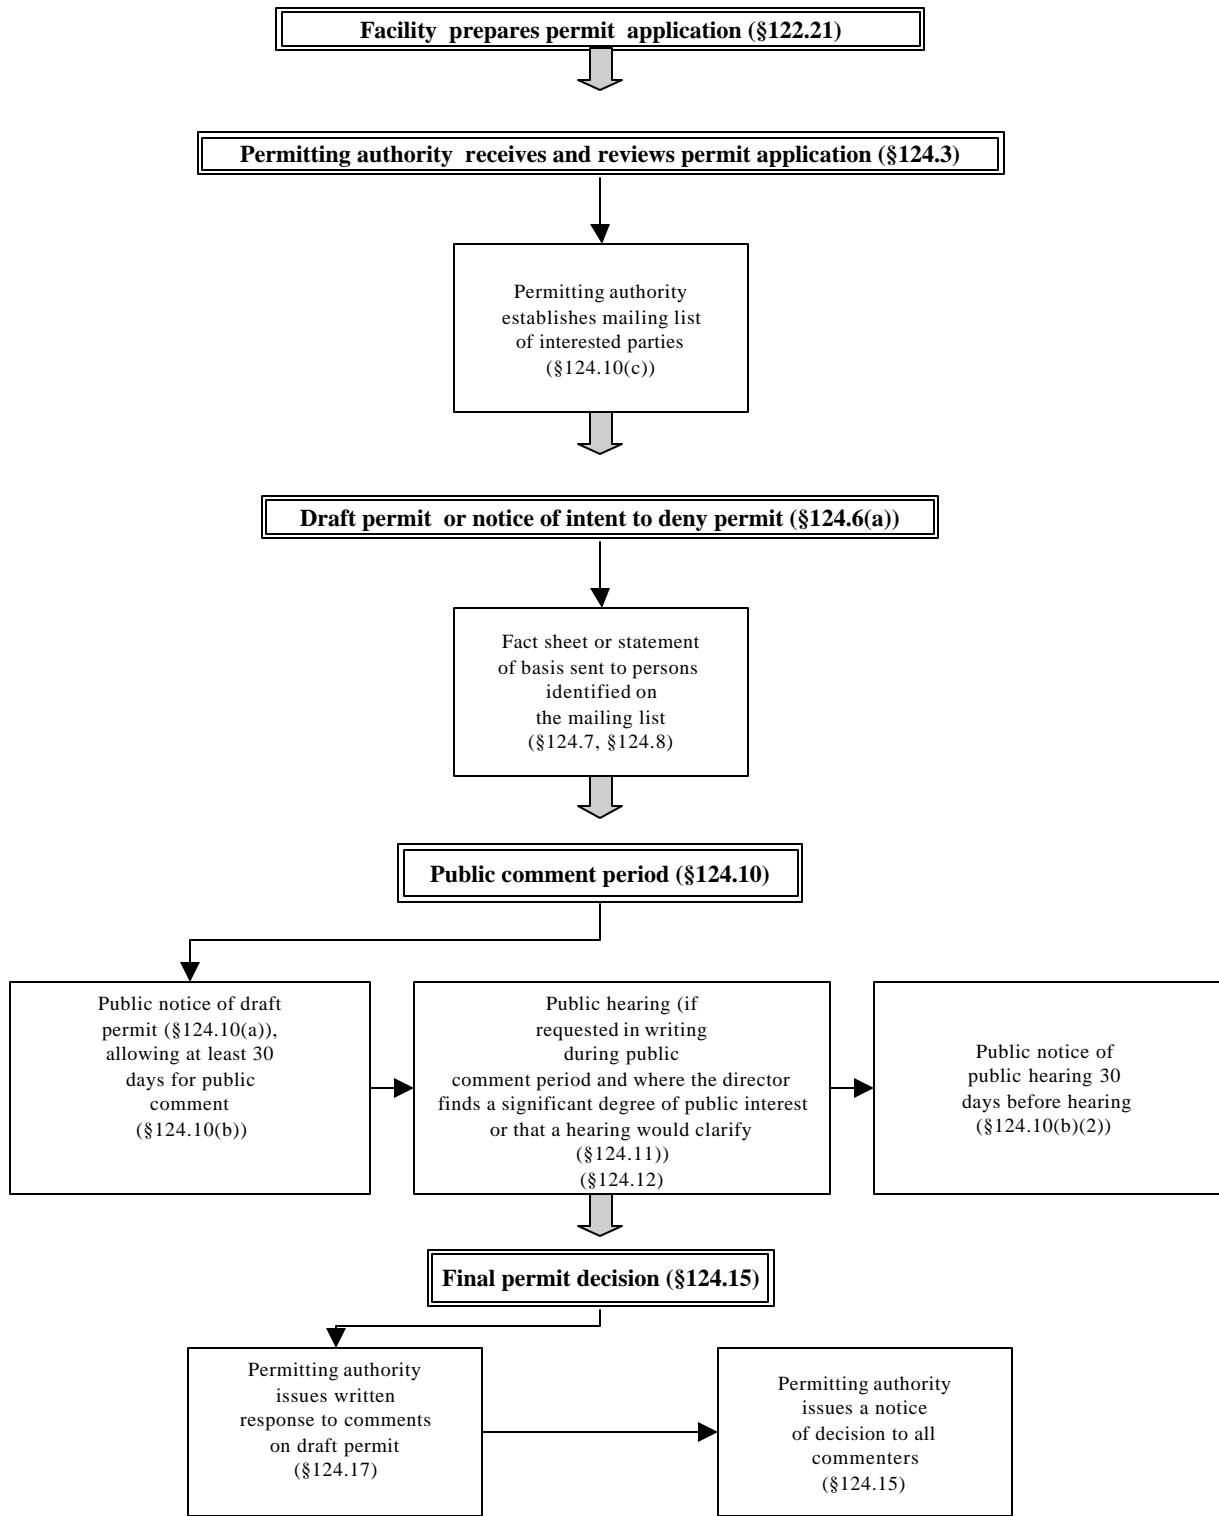 Facility prepares permit application (§122.21)
Permitting authority receives and reviews permit application (§124.3)
Permitting authority
establishes mailing list
of interested parties
(§124.10(c))
Draft permit or notice of intent to deny permit (§124.6(a))
Fact sheet or statement
of basis sent to persons
identified on
the mailing list
(§124.7, §124.8)
Public comment period (§124.10)
Public notice of draft
permit (§124.10(a)),
allowing at least 30
days for public
comment
(§124.10(b))
Public hearing (if
requested in writing
during public
comment period and where the director
finds a significant degree of public interest
or that a hearing would clarify
(§124.11))
(§124.12)
Public notice of
public hearing 30
days before hearing
(§124.10(b)(2))
Final permit decision (§124.15)
Permitting authority
issues written
response to comments
on draft permit
(§124.17)
Permitting authority
issues a notice
of decision to all
commenters
(§124.15)